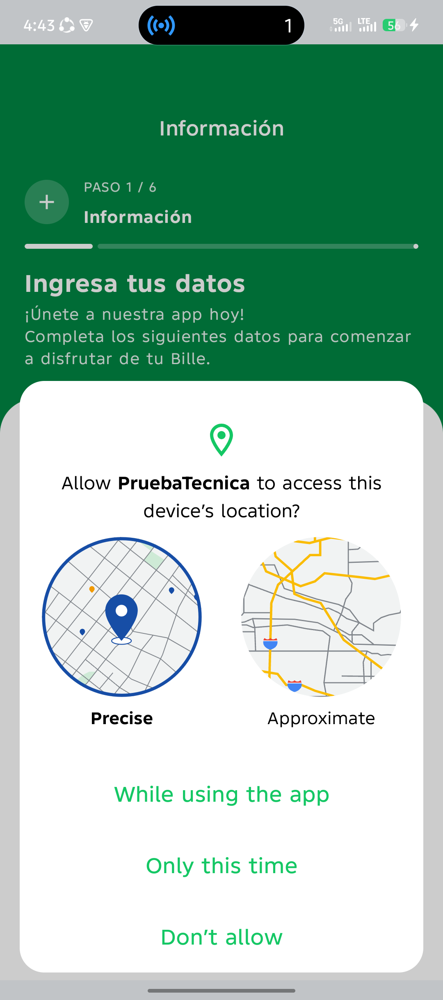 4:43
1
5G
LTE
56
Información
PASO 1 / 6
Información
Ingresa tus datos
¡Únete a nuestra app hoy!
Completa los siguientes datos para comenzar
a disfrutar de tu Bille.
Allow PruebaTecnica to access this
device’s location?
Precise
Approximate
While using the app
Only this time
Don’t allow